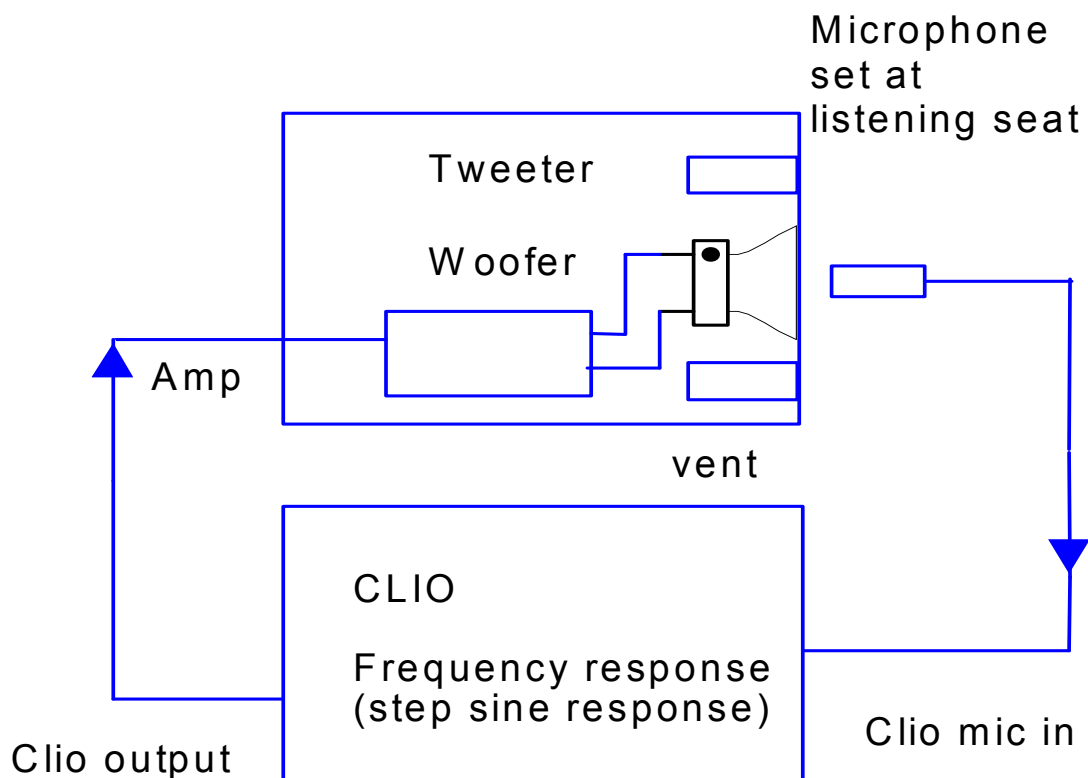 Microphone
set at
listening seat
Tweeter
Woofer
Amp
vent
CLIO
Frequency response
(step sine response)
Clio output
Clio mic in